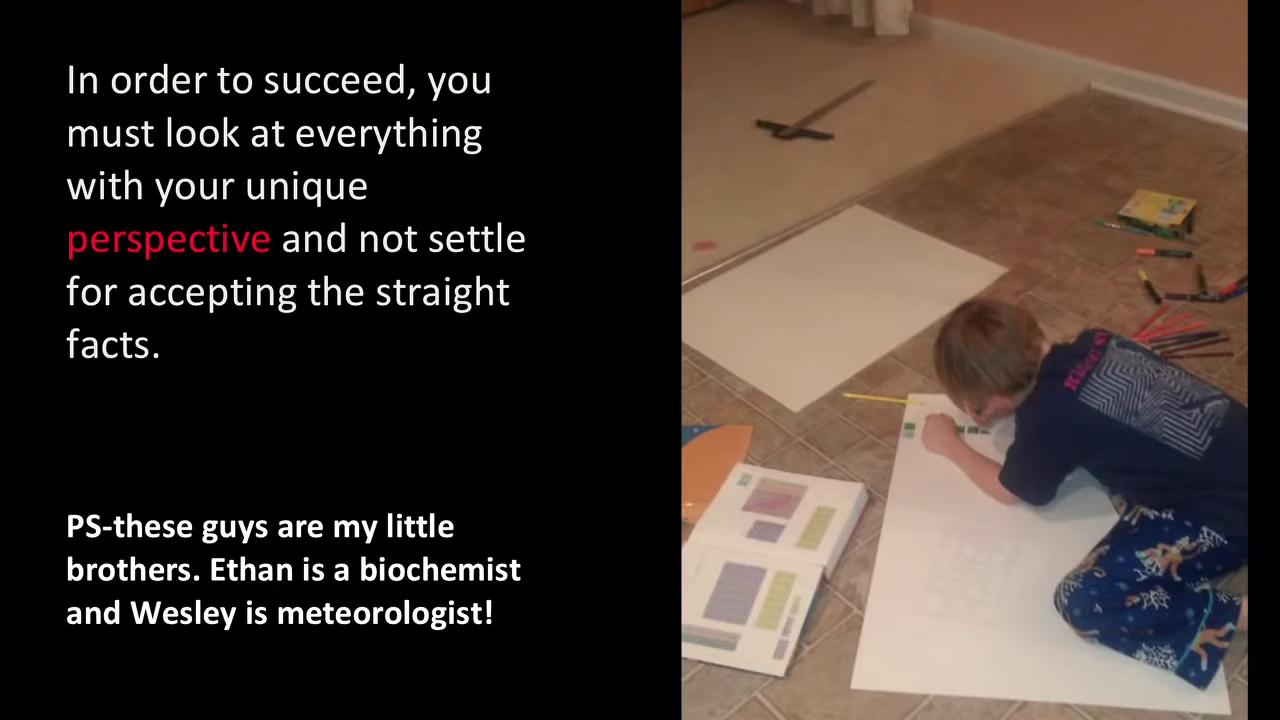 In order to succeed, you
must look at everything
with your unique
perspective and not settle
for accepting the straight
facts.
PS-these guys are my little
brothers. Ethan is a biochemist
and Wesley is meteorologist!